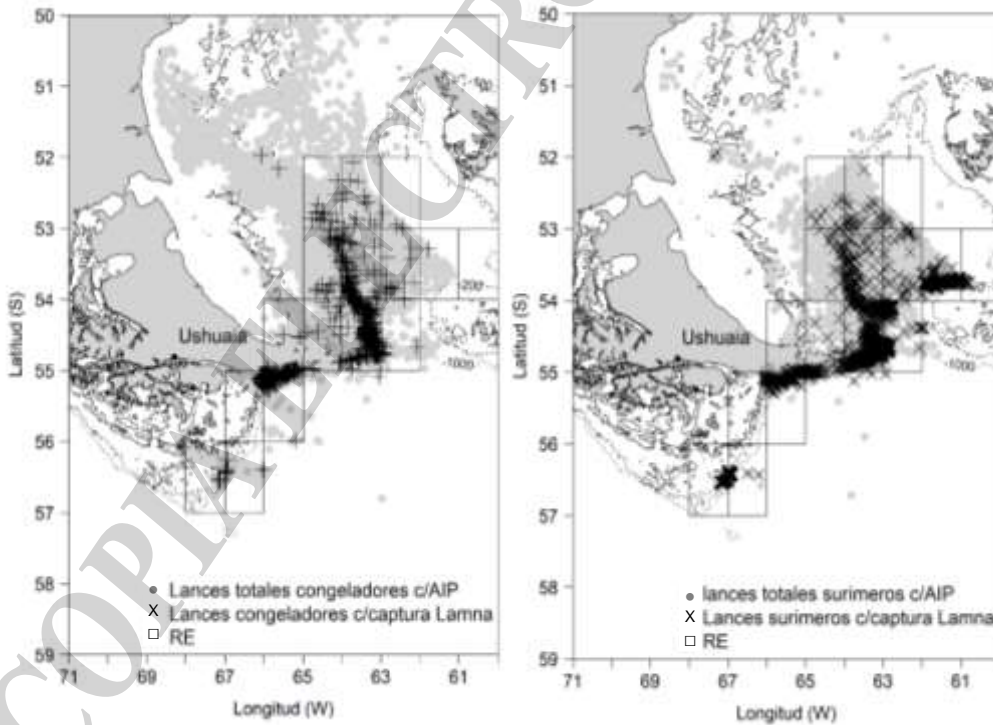 50
51
52
53
54
55
56
57
58
59
71
69
67
65
63
61
Latitud (S)
Longitud (W)
Ushuaia
-200
-1000
Lances totales congeladores c/AIP
X Lances congeladores c/captura Lamna
RE
50
51
52
53
54
55
56
57
58
59
71
69
67
65
63
61
Latitud (S)
Longitud (W)
Ushuaia
-1000
lances totales surimeros c/AIP
X Lances surimeros c/captura Lamna
RE
COPIA ELECTRÓ